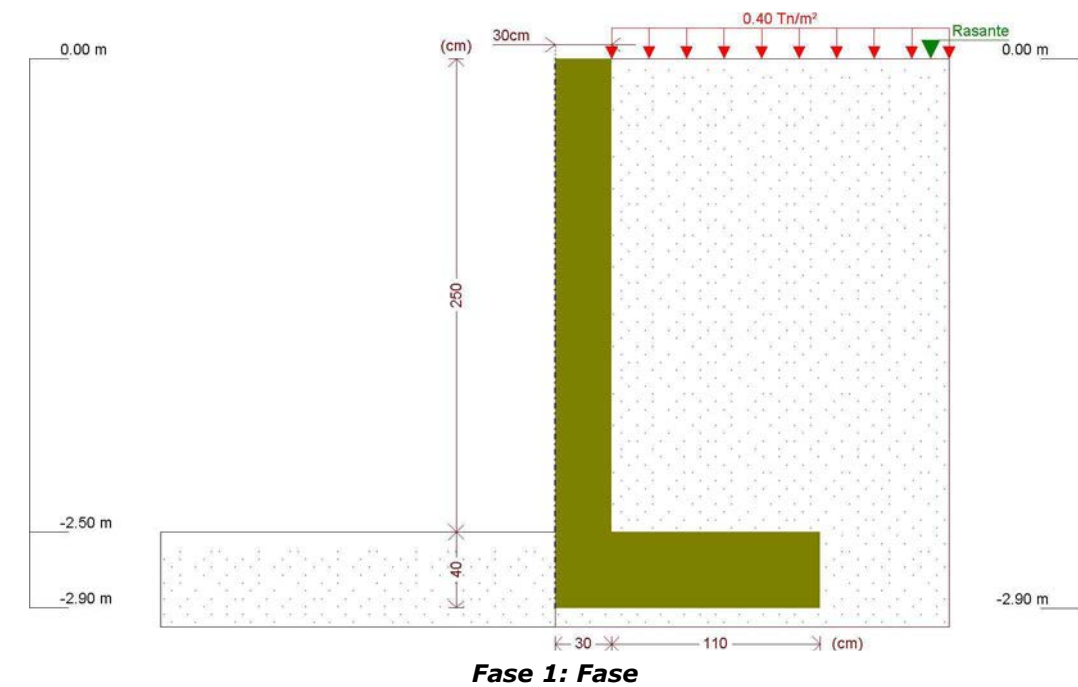 0.40 Tn/m²
30cm
Rasante
0.00 m
(cm)
0.00 m
250
-2.50 m
40
-2.90 m
-2.90 m
30
110
(cm)
Fase 1: Fase